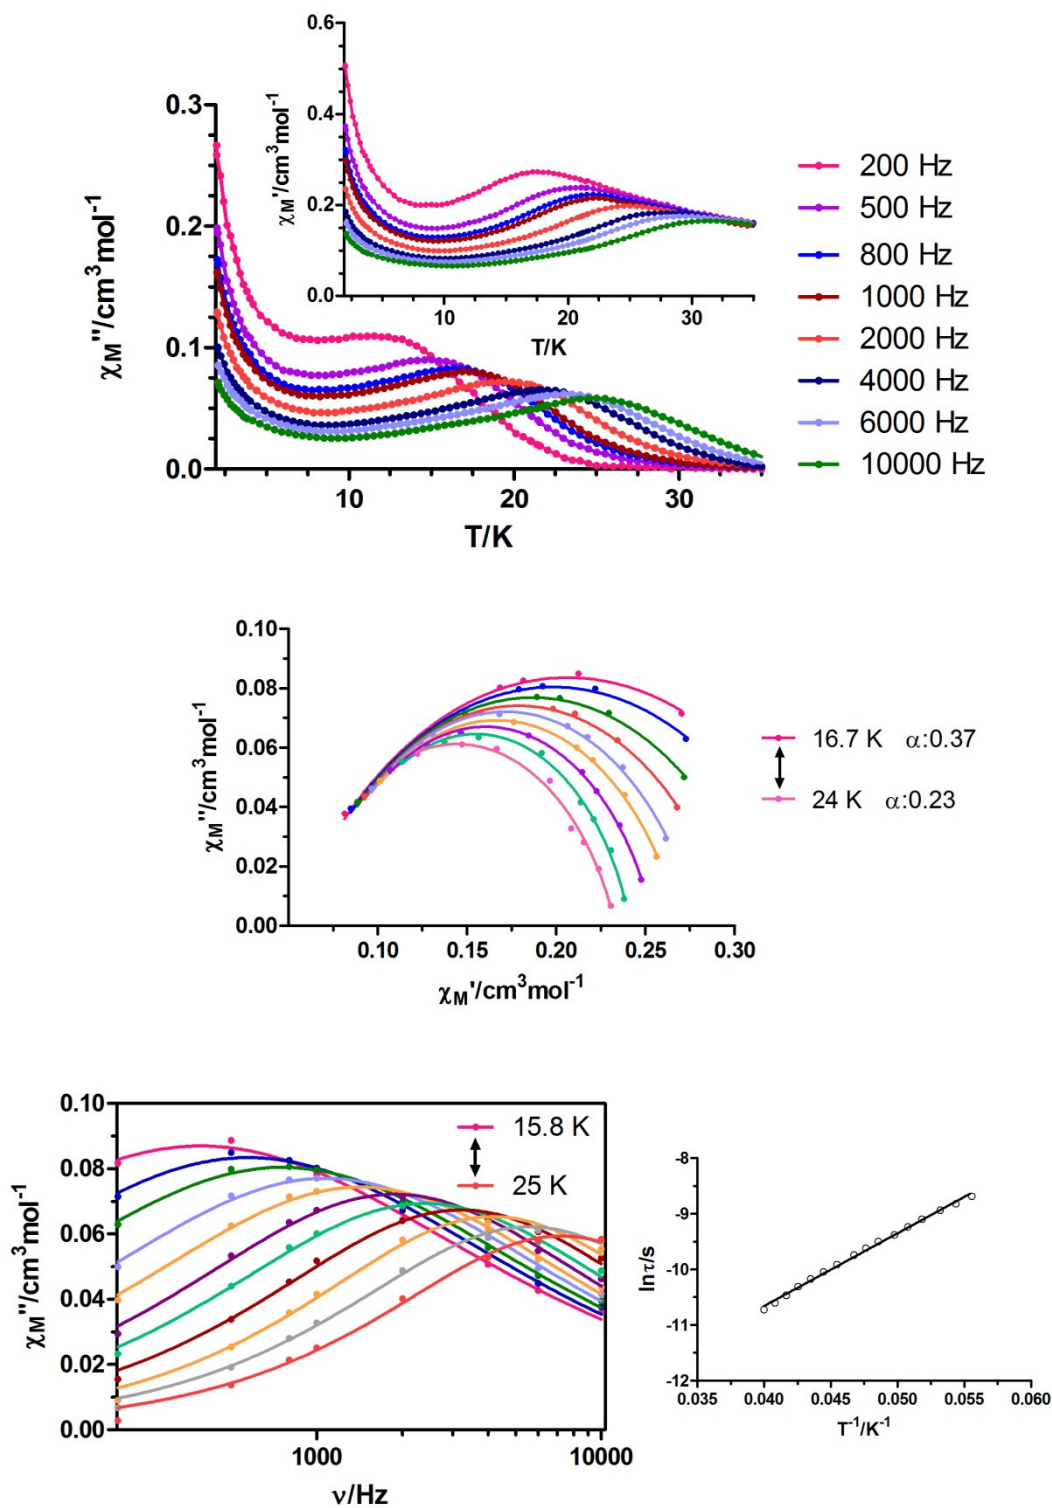 0.6
0.4
0.2
0.0
χM'/cm3mol-1
10 20 30
T/K
0.3
0.2
0.1
0.0
χM''/cm3mol-1
10 20 30
T/K
200 Hz
500 Hz
800 Hz
1000 Hz
2000 Hz
4000 Hz
6000 Hz
10000 Hz
0.10
0.08
0.06
0.04
0.02
0.00
χM''/cm3mol-1
0.10 0.15 0.20 0.25 0.30
χM'/cm3mol-1
16.7 K α:0.37
24 K α:0.23
0.10
0.08
0.06
0.04
0.02
0.00
χM''/cm3mol-1
1000 10000
ν/Hz
15.8 K
25 K
-8
-9
-10
-11
-12
lnτ/s
0.035 0.040 0.045 0.050 0.055 0.060
T-1/K-1